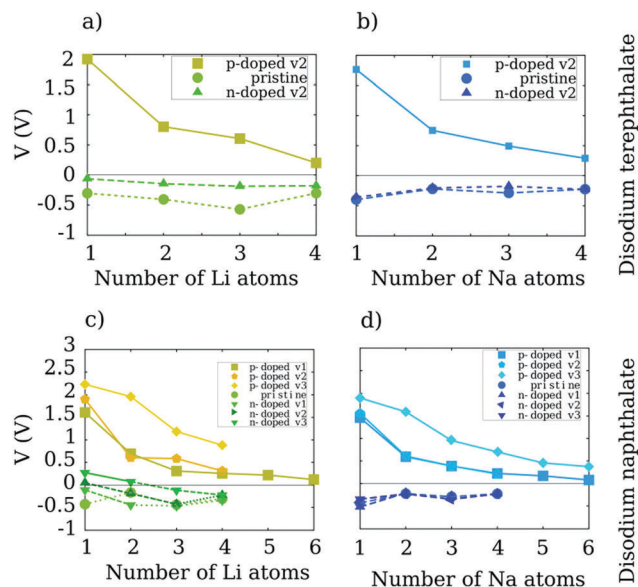 a)
b)
2
1.5
1
0.5
0
-0.5
-1
V (V)
p-doped v2
pristine
n-doped v2
p-doped v2
pristine
n-doped v2
1 2 3 4
1 2 3 4
Number of Li atoms
Number of Na atoms
Disodium terephthalate
c)
d)
3
2.5
2
1.5
1
0.5
0
-0.5
-1
V (V)
p-doped v1
p-doped v2
p-doped v3
pristine
n-doped v1
n-doped v2
n-doped v3
p-doped v1
p-doped v2
p-doped v3
pristine
n-doped v1
n-doped v2
n-doped v3
1 2 3 4 5 6
1 2 3 4 5 6
Number of Li atoms
Number of Na atoms
Disodium naphthalate